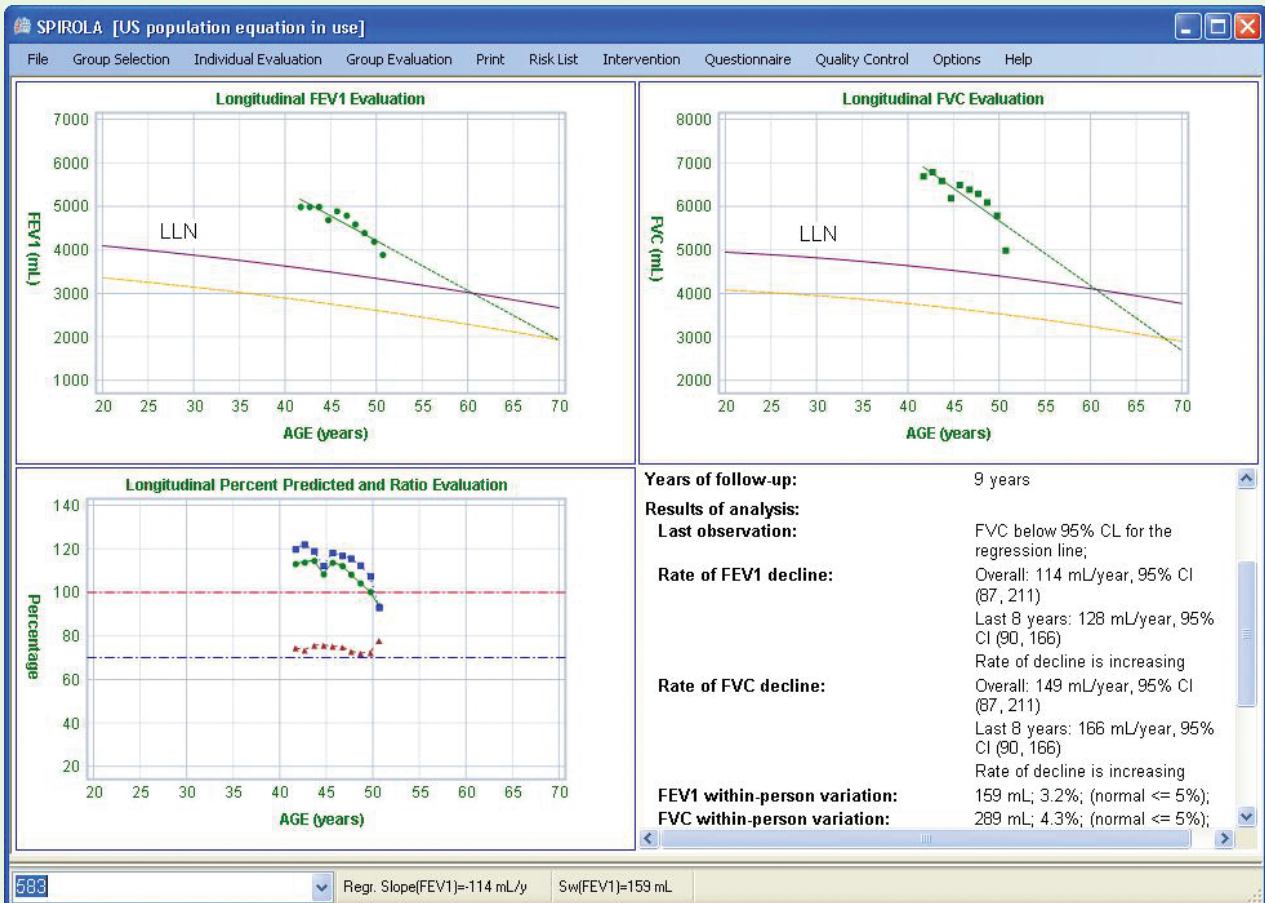 SPIROLA [US population equation in use]
File Group Selection Individual Evaluation Group Evaluation Print Risk List Intervention Questionnaire Quality Control Options Help
Longitudinal FEV1 Evaluation
7000
6000
5000
4000
3000
2000
1000
FEV1 (mL)
LLN
20 25 30 35 40 45 50 55 60 65 70
AGE (years)
Longitudinal FVC Evaluation
8000
7000
6000
5000
4000
3000
2000
FVC (mL)
LLN
20 25 30 35 40 45 50 55 60 65 70
AGE (years)
Longitudinal Percent Predicted and Ratio Evaluation
140
120
100
80
60
40
20
Percentage
20 25 30 35 40 45 50 55 60 65 70
AGE (years)
Years of follow-up: 9 years
Results of analysis:
Last observation: FVC below 95% CL for the
regression line;
Rate of FEV1 decline: Overall: 114 mL/year, 95% CI
(87, 211)
Last 8 years: 128 mL/year, 95%
CI (90, 166)
Rate of decline is increasing
Rate of FVC decline: Overall: 149 mL/year, 95% CI
(87, 211)
Last 8 years: 166 mL/year, 95%
CI (90, 166)
Rate of decline is increasing
FEV1 within-person variation: 159 mL; 3.2%; (normal <= 5%);
FVC within-person variation: 289 mL; 4.3%; (normal <= 5%);
583 Regr. Slope(FEV1)=-114 mL/y Sw(FEV1)=159 mL